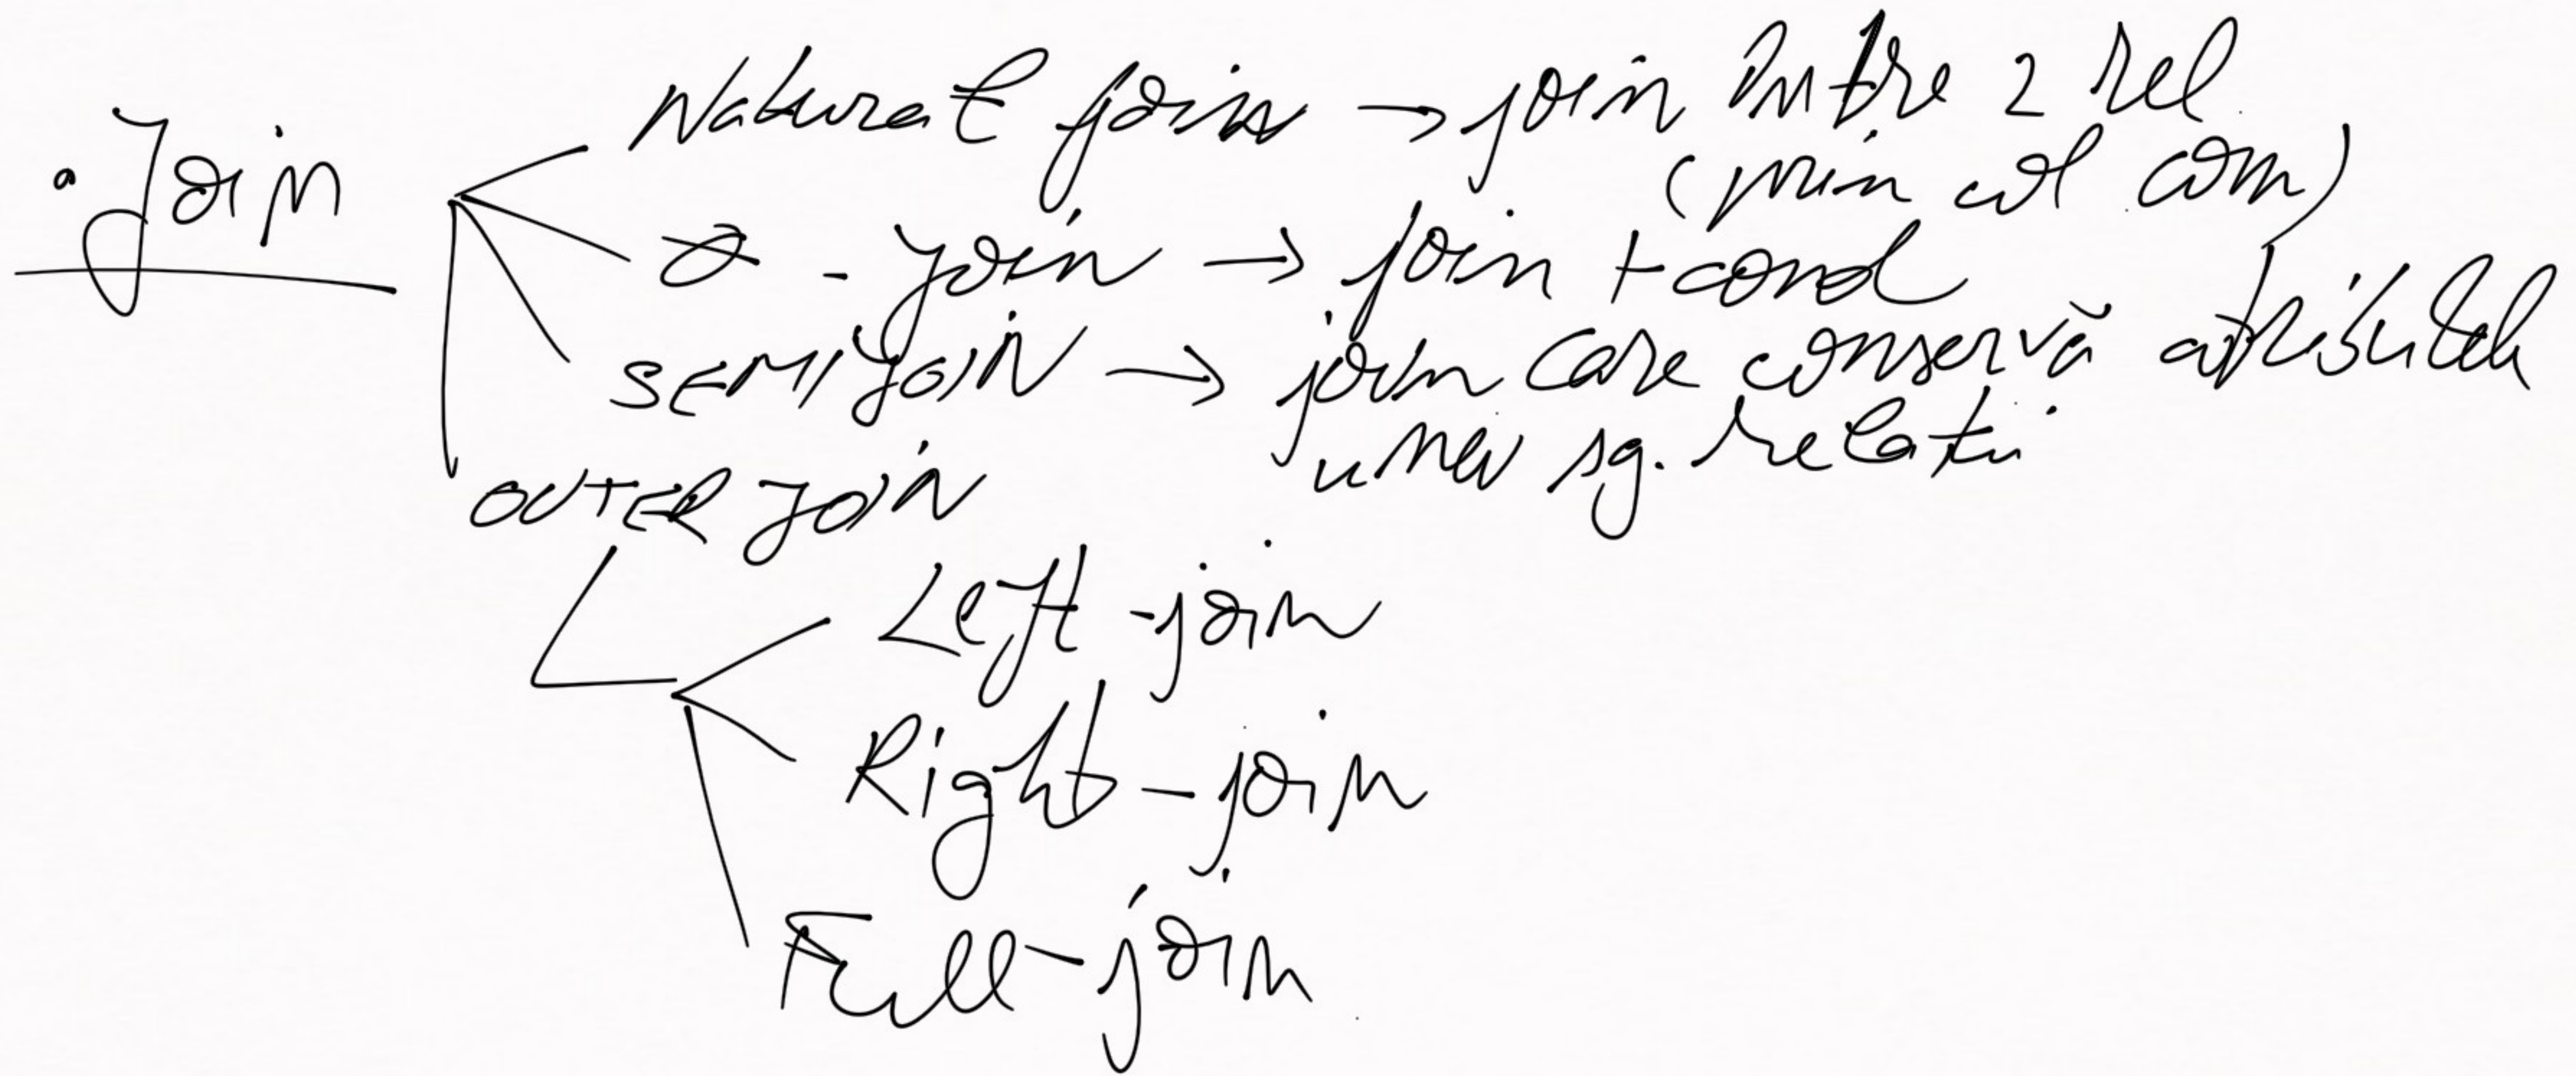 • Join
Natural join → join între 2 rel
(prin col com)
θ - join → join + cond
SEMIJOIN → join care conservă atributele
unei sg. relații
OUTER JOIN
Left - join
Right - join
Full - join